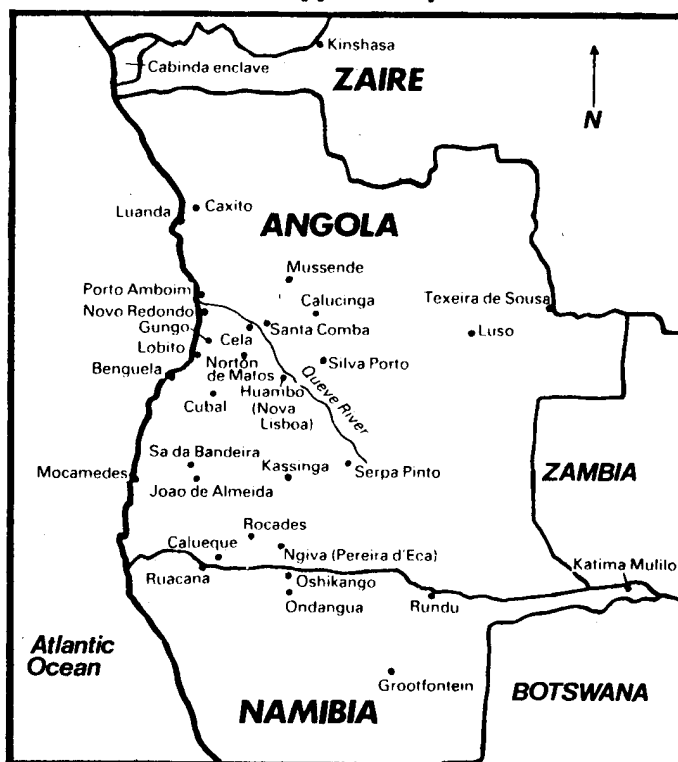 Kinshasa
Cabinda enclave
ZAIRE
N
Caxito
Luanda
ANGOLA
Mussende
Porto Amboim
Calucinga
Texeira de Sousa
Novo Redondo
Gungo
Cela
Santa Comba
Luso
Lobito
Norton
de Matos
Silva Porto
Benguela
Huambo
(Nova
Lisboa)
Queve River
Cubal
Sa da Bandeira
Kassinga
Serpa Pinto
ZAMBIA
Mocamedes
Joao de Almeida
Rocades
Calueque
Ngiva (Pereira d'Eca)
Katima Mulilo
Ruacana
Oshikango
Ondangua
Rundu
Atlantic
Ocean
Grootfontein
NAMIBIA
BOTSWANA